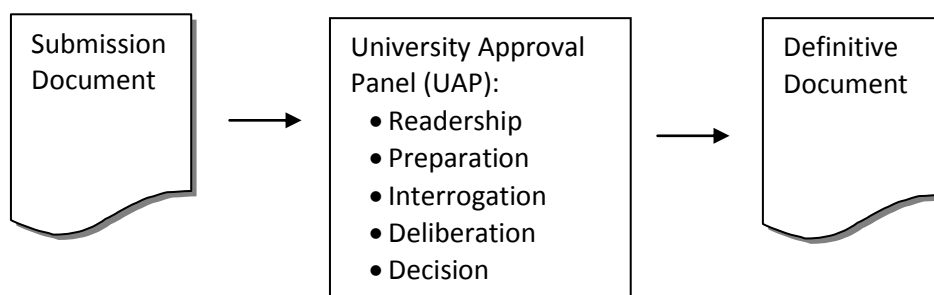 Submission
Document
University Approval
Panel (UAP):
• Readership
• Preparation
• Interrogation
• Deliberation
• Decision
Definitive
Document